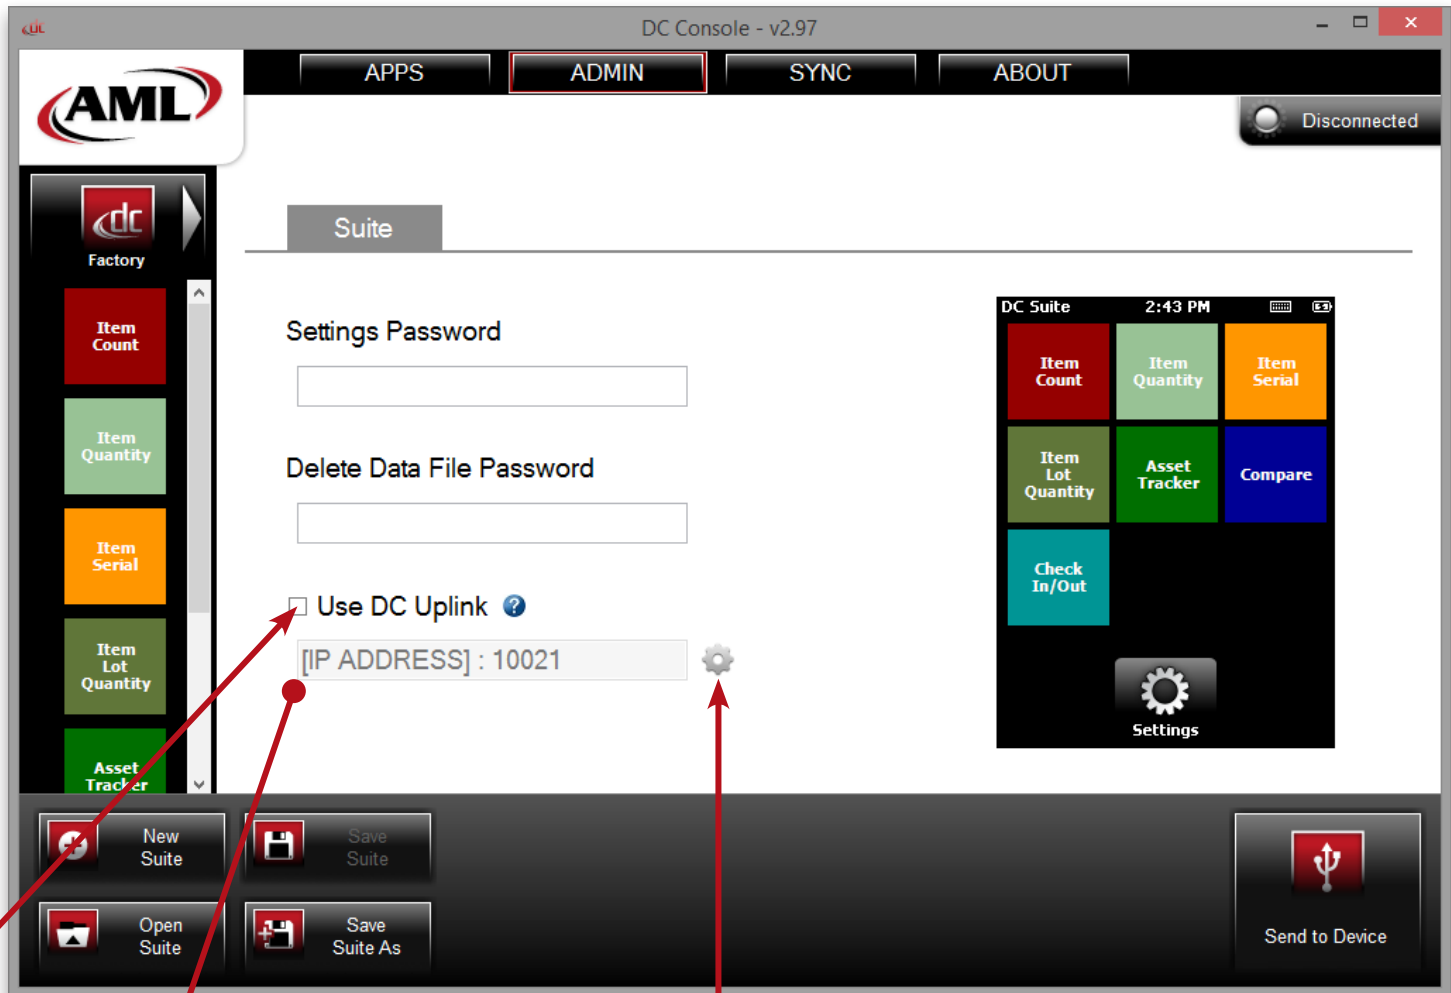 dc
DC Console - v2.97
AML
APPS
ADMIN
SYNC
ABOUT
Disconnected
dc
Factory
Item
Count
Item
Quantity
Item
Serial
Item
Lot
Quantity
Asset
Tracker
Suite
Settings Password
Delete Data File Password
Use DC Uplink ?
[IP ADDRESS] : 10021
DC Suite 2:43 PM
Item
Count
Item
Quantity
Item
Serial
Item
Lot
Quantity
Asset
Tracker
Compare
Check
In/Out
Settings
New
Suite
Save
Suite
Open
Suite
Save
Suite As
Send to Device